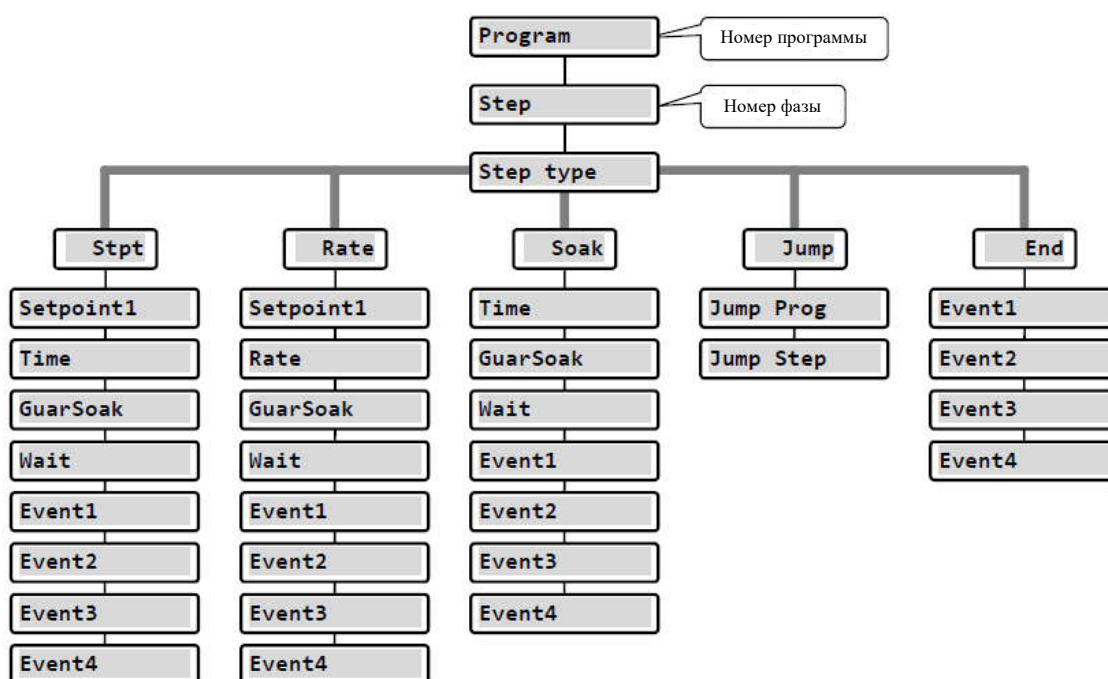 Program
Номер программы
Step
Номер фазы
Step type
Stpt
Setpoint1
Time
GuarSoak
Wait
Event1
Event2
Event3
Event4
Rate
Setpoint1
Rate
GuarSoak
Wait
Event1
Event2
Event3
Event4
Soak
Time
GuarSoak
Wait
Event1
Event2
Event3
Event4
Jump
Jump Prog
Jump Step
End
Event1
Event2
Event3
Event4